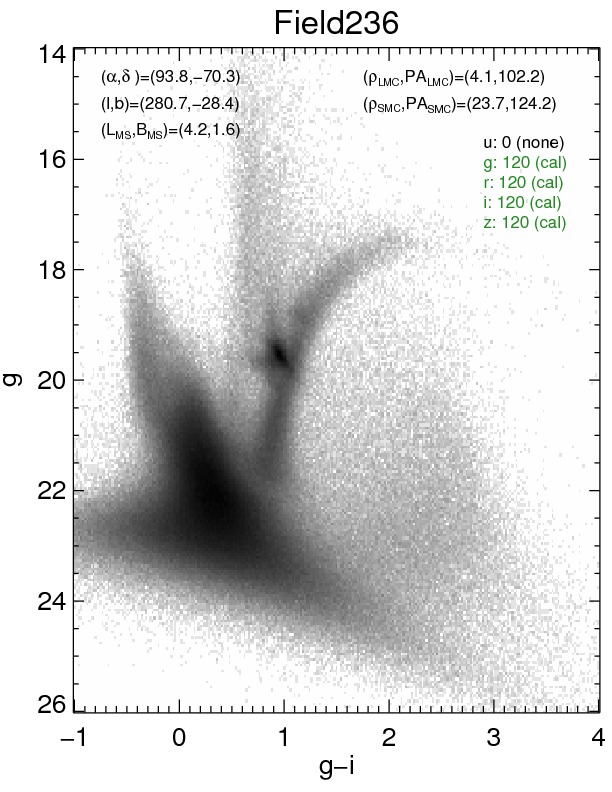 Field236
(α,δ )=(93.8,−70.3)
(ρLMC,PALMC)=(4.1,102.2)
(l,b)=(280.7,−28.4)
(ρSMC,PASMC)=(23.7,124.2)
(LMS,BMS)=(4.2,1.6)
u: 0 (none)
g: 120 (cal)
r: 120 (cal)
i: 120 (cal)
z: 120 (cal)
14
16
18
20
22
24
26
g
−1 0 1 2 3 4
g−i